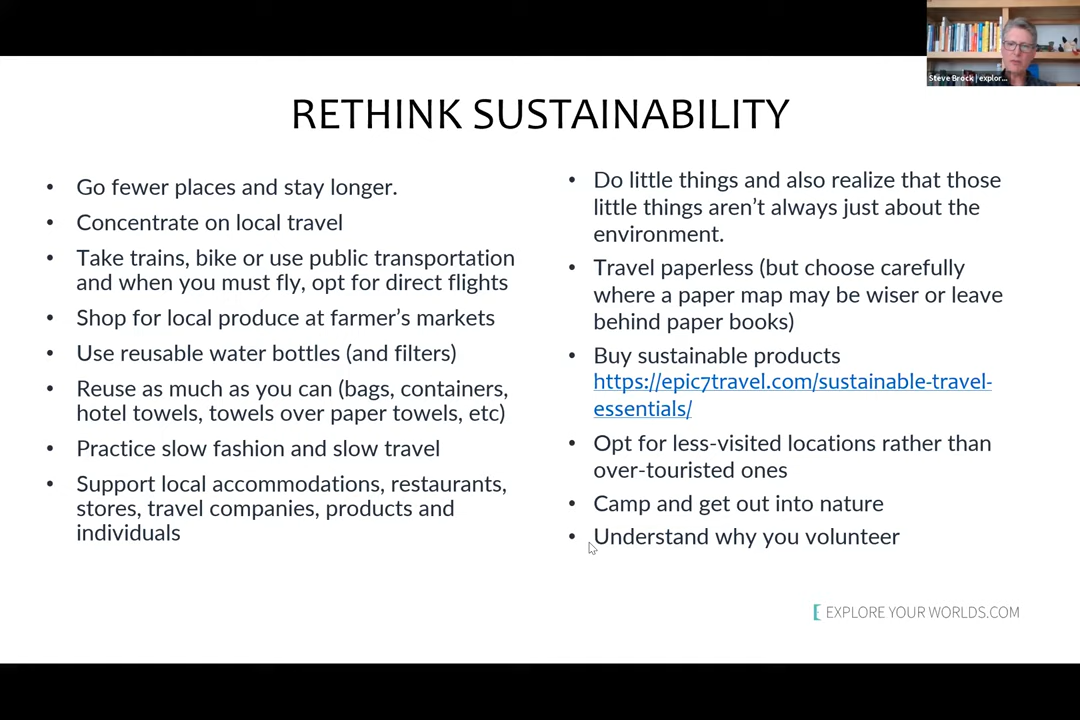 Steve Brock | explor...
RETHINK SUSTAINABILITY
• Go fewer places and stay longer.
• Concentrate on local travel
• Take trains, bike or use public transportation
and when you must fly, opt for direct flights
• Shop for local produce at farmer’s markets
• Use reusable water bottles (and filters)
• Reuse as much as you can (bags, containers,
hotel towels, towels over paper towels, etc)
• Practice slow fashion and slow travel
• Support local accommodations, restaurants,
stores, travel companies, products and
individuals
• Do little things and also realize that those
little things aren’t always just about the
environment.
• Travel paperless (but choose carefully
where a paper map may be wiser or leave
behind paper books)
• Buy sustainable products
https://epic7travel.com/sustainable-travel-
essentials/
• Opt for less-visited locations rather than
over-touristed ones
• Camp and get out into nature
• Understand why you volunteer
EXPLORE YOUR WORLDS.COM